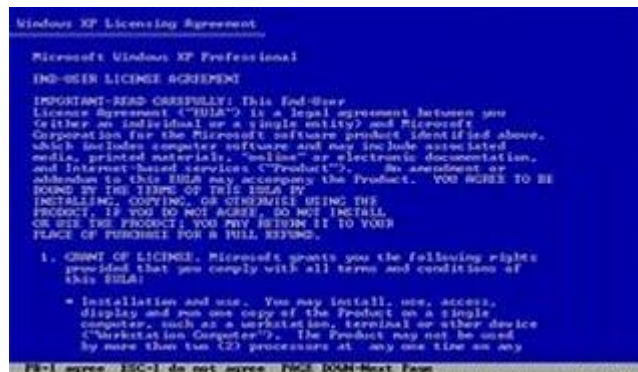 Windows XP Licensing Agreement
Microsoft Windows XP Professional
END-USER LICENSE AGREEMENT
IMPORTANT-READ CAREFULLY: This End-User
License Agreement ("EULA") is a legal agreement between you
(either an individual or a single entity) and Microsoft
Corporation for the Microsoft software product identified above,
which includes computer software and may include associated
media, printed materials, "online" or electronic documentation,
and Internet-based services ("Product"). An amendment or
addendum to this EULA may accompany the Product. YOU AGREE TO BE
BOUND BY THE TERMS OF THIS EULA BY
INSTALLING, COPYING, OR OTHERWISE USING THE
PRODUCT. IF YOU DO NOT AGREE, DO NOT INSTALL
OR USE THE PRODUCT; YOU MAY RETURN IT TO YOUR
PLACE OF PURCHASE FOR A FULL REFUND.
1. GRANT OF LICENSE. Microsoft grants you the following rights
provided that you comply with all terms and conditions of
this EULA:
* Installation and use. You may install, use, access,
display and run one copy of the Product on a single
computer, such as a workstation, terminal or other device
("Workstation Computer"). The Product may not be used
by more than two (2) processors at any one time on any
F8=I agree ESC=I do not agree PAGE DOWN=Next Page